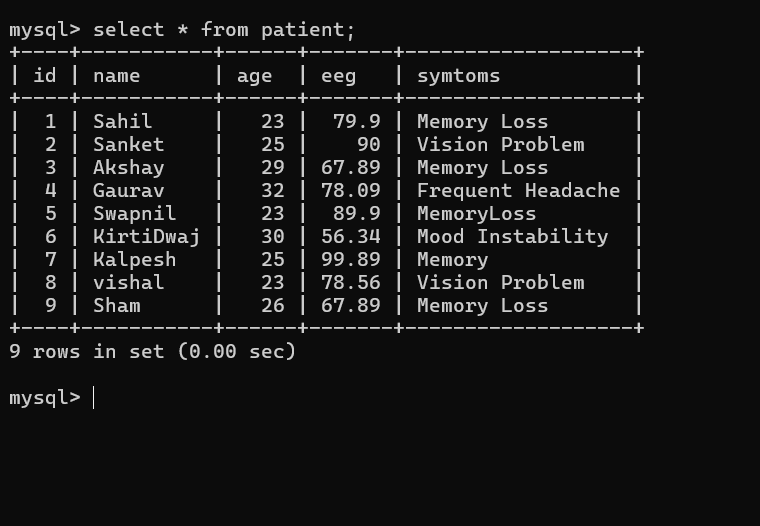 mysql> select * from patient;
+----+-----------+------+-------+-------------------+
| id | name      | age  | eeg   | symtoms           |
+----+-----------+------+-------+-------------------+
|  1 | Sahil     |   23 |  79.9 | Memory Loss       |
|  2 | Sanket    |   25 |    90 | Vision Problem    |
|  3 | Akshay    |   29 | 67.89 | Memory Loss       |
|  4 | Gaurav    |   32 | 78.09 | Frequent Headache |
|  5 | Swapnil   |   23 |  89.9 | MemoryLoss        |
|  6 | KirtiDwaj |   30 | 56.34 | Mood Instability  |
|  7 | Kalpesh   |   25 | 99.89 | Memory            |
|  8 | vishal    |   23 | 78.56 | Vision Problem    |
|  9 | Sham      |   26 | 67.89 | Memory Loss       |
+----+-----------+------+-------+-------------------+
9 rows in set (0.00 sec)
mysql>